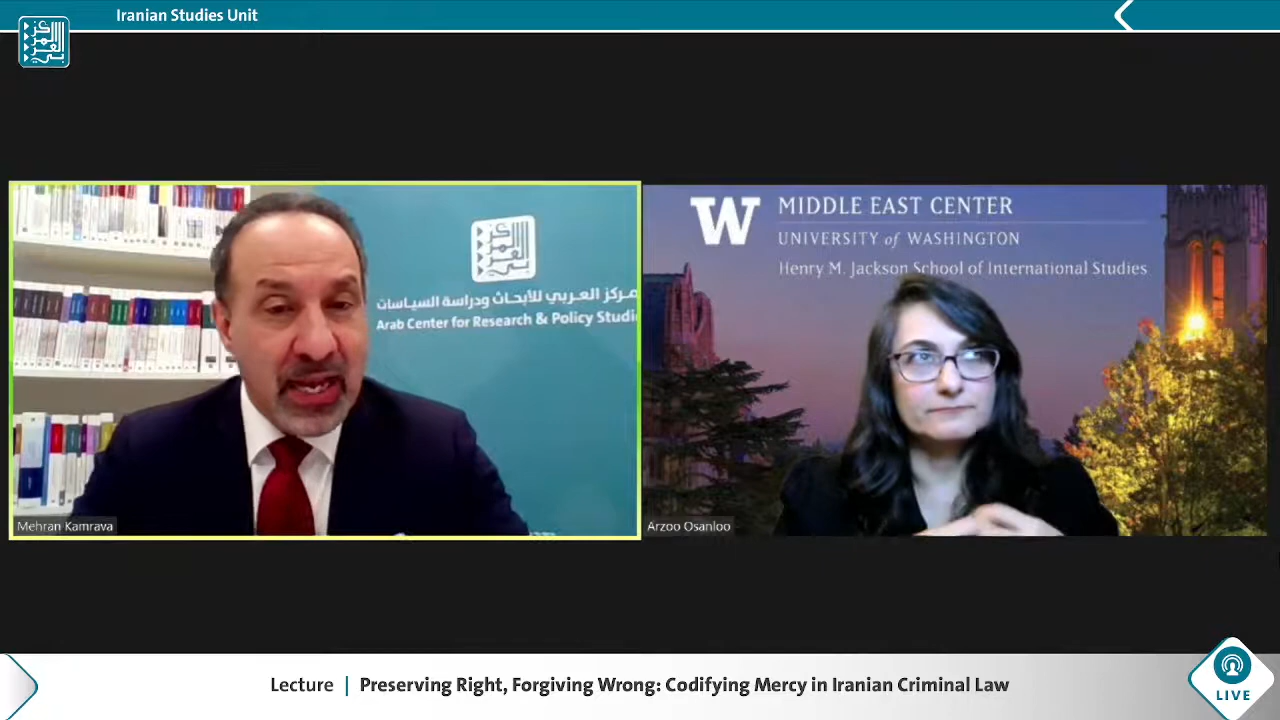 Iranian Studies Unit
المركز العربي للأبحاث ودراسة السياسات
Arab Center for Research & Policy Studi
Mehran Kamrava
W MIDDLE EAST CENTER
UNIVERSITY of WASHINGTON
Henry M. Jackson School of International Studies
Arzoo Osanloo
Lecture | Preserving Right, Forgiving Wrong: Codifying Mercy in Iranian Criminal Law
LIVE